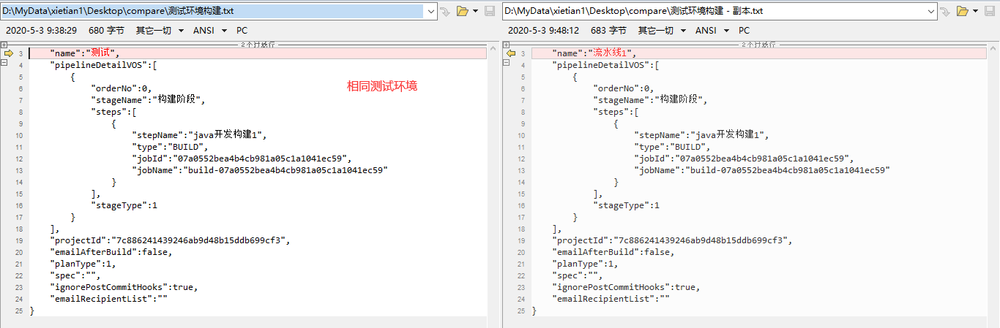 D:\MyData\xietian1\Desktop\compare\测试环境构建.txt
2020-5-3 9:38:29 680 字节 其它一切 ANSI PC
3 "name":"测试",
4 "pipelineDetailVOS":[
5 {
6 "orderNo":0,
7 "stageName":"构建阶段",
8 "steps":[
9 {
10 "stepName":"java开发构建1",
11 "type":"BUILD",
12 "jobId":"07a0552bea4b4cb981a05c1a1041ec59",
13 "jobName":"build-07a0552bea4b4cb981a05c1a1041ec59"
14 }
15 ],
16 "stageType":1
17 }
18 ],
19 "projectId":"7c886241439246ab9d48b15ddb699cf3",
20 "emailAfterBuild":false,
21 "planType":1,
22 "spec":"",
23 "ignorePostCommitHooks":true,
24 "emailRecipientList":""
25 }
相同测试环境
D:\MyData\xietian1\Desktop\compare\测试环境构建 - 副本.txt
2020-5-3 9:48:12 683 字节 其它一切 ANSI PC
3 "name":"流水线1",
4 "pipelineDetailVOS":[
5 {
6 "orderNo":0,
7 "stageName":"构建阶段",
8 "steps":[
9 {
10 "stepName":"java开发构建1",
11 "type":"BUILD",
12 "jobId":"07a0552bea4b4cb981a05c1a1041ec59",
13 "jobName":"build-07a0552bea4b4cb981a05c1a1041ec59"
14 }
15 ],
16 "stageType":1
17 }
18 ],
19 "projectId":"7c886241439246ab9d48b15ddb699cf3",
20 "emailAfterBuild":false,
21 "planType":1,
22 "spec":"",
23 "ignorePostCommitHooks":true,
24 "emailRecipientList":""
25 }